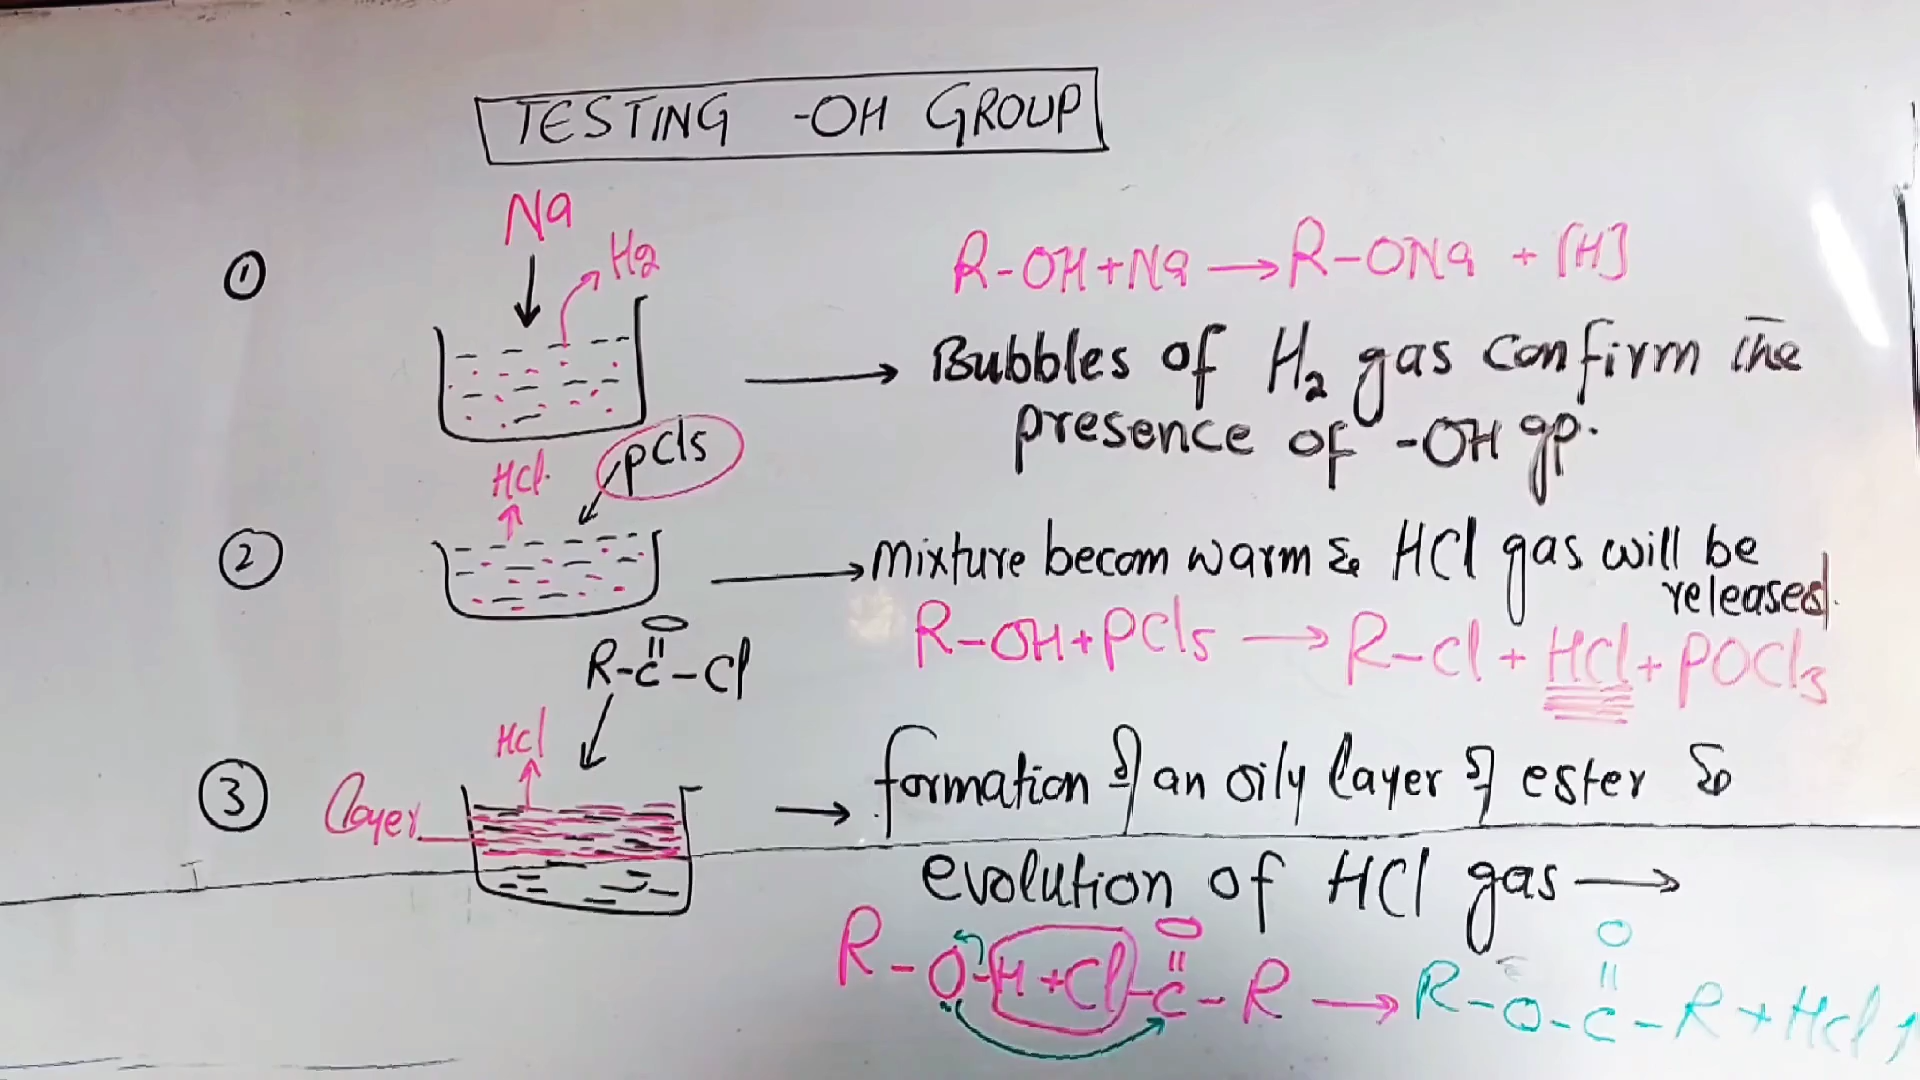 TESTING -OH GROUP
Na
H2
①
R-OH+Na → R-ONa + [H]
→ Bubbles of H2 gas confirm the
presence of -OH gp.
HCl
PCl5
②
→ mixture becom warm & HCl gas will be
released.
R-OH+PCl5 → R-Cl + HCl + POCl3
O
R-C-Cl
HCl
③
layer
→ formation of an oily layer of ester &
evolution of HCl gas →
O
O
R-O-H+Cl-C-R → R-O-C-R + HCl ↑